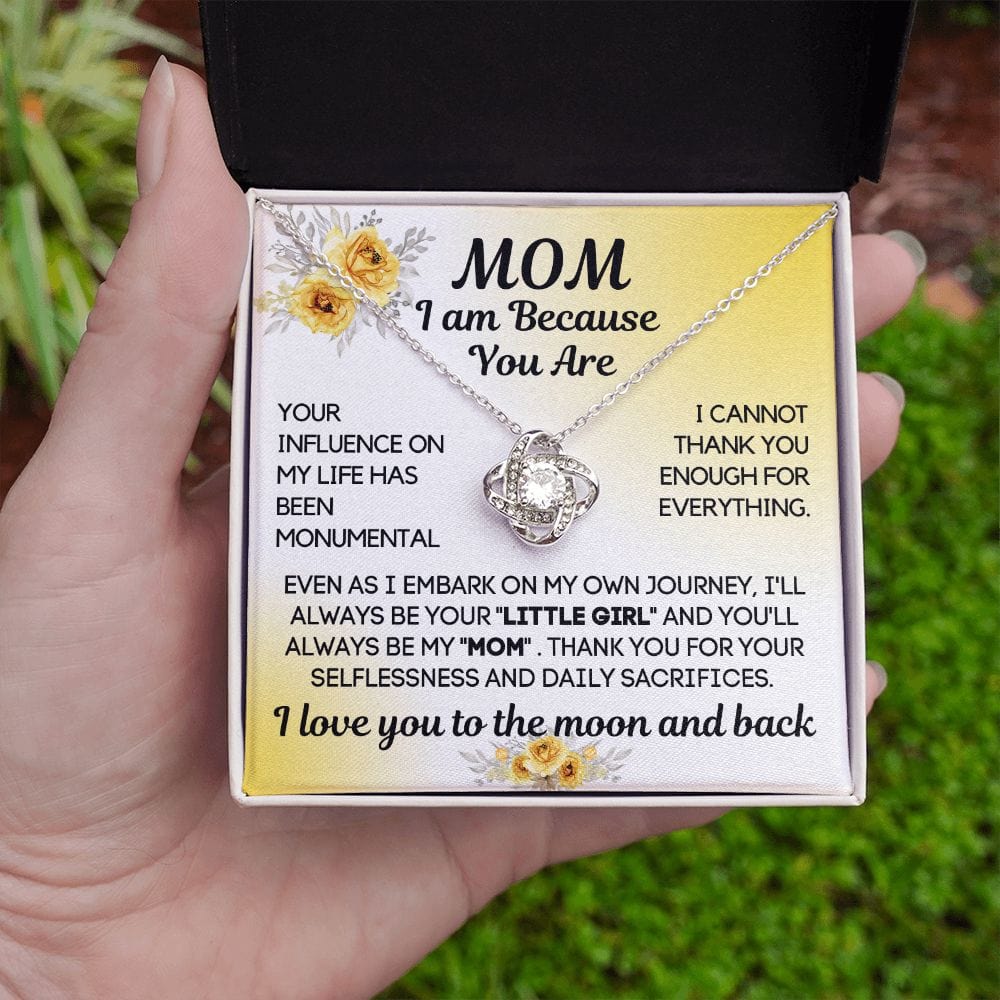 MOM
I am Because
You Are
YOUR
INFLUENCE ON
MY LIFE HAS
BEEN
MONUMENTAL
I CANNOT
THANK YOU
ENOUGH FOR
EVERYTHING.
EVEN AS I EMBARK ON MY OWN JOURNEY, I'LL
ALWAYS BE YOUR "LITTLE GIRL" AND YOU'LL
ALWAYS BE MY "MOM" . THANK YOU FOR YOUR
SELFLESSNESS AND DAILY SACRIFICES.
I love you to the moon and back